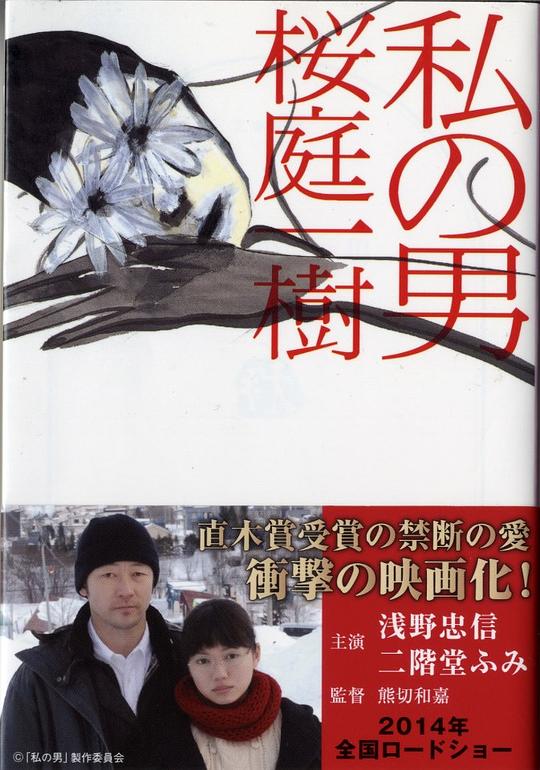 私の男
桜庭一樹
直木賞受賞の禁断の愛
衝撃の映画化!
主演 浅野忠信
二階堂ふみ
監督 熊切和嘉
2014年
全国ロードショー
©「私の男」製作委員会